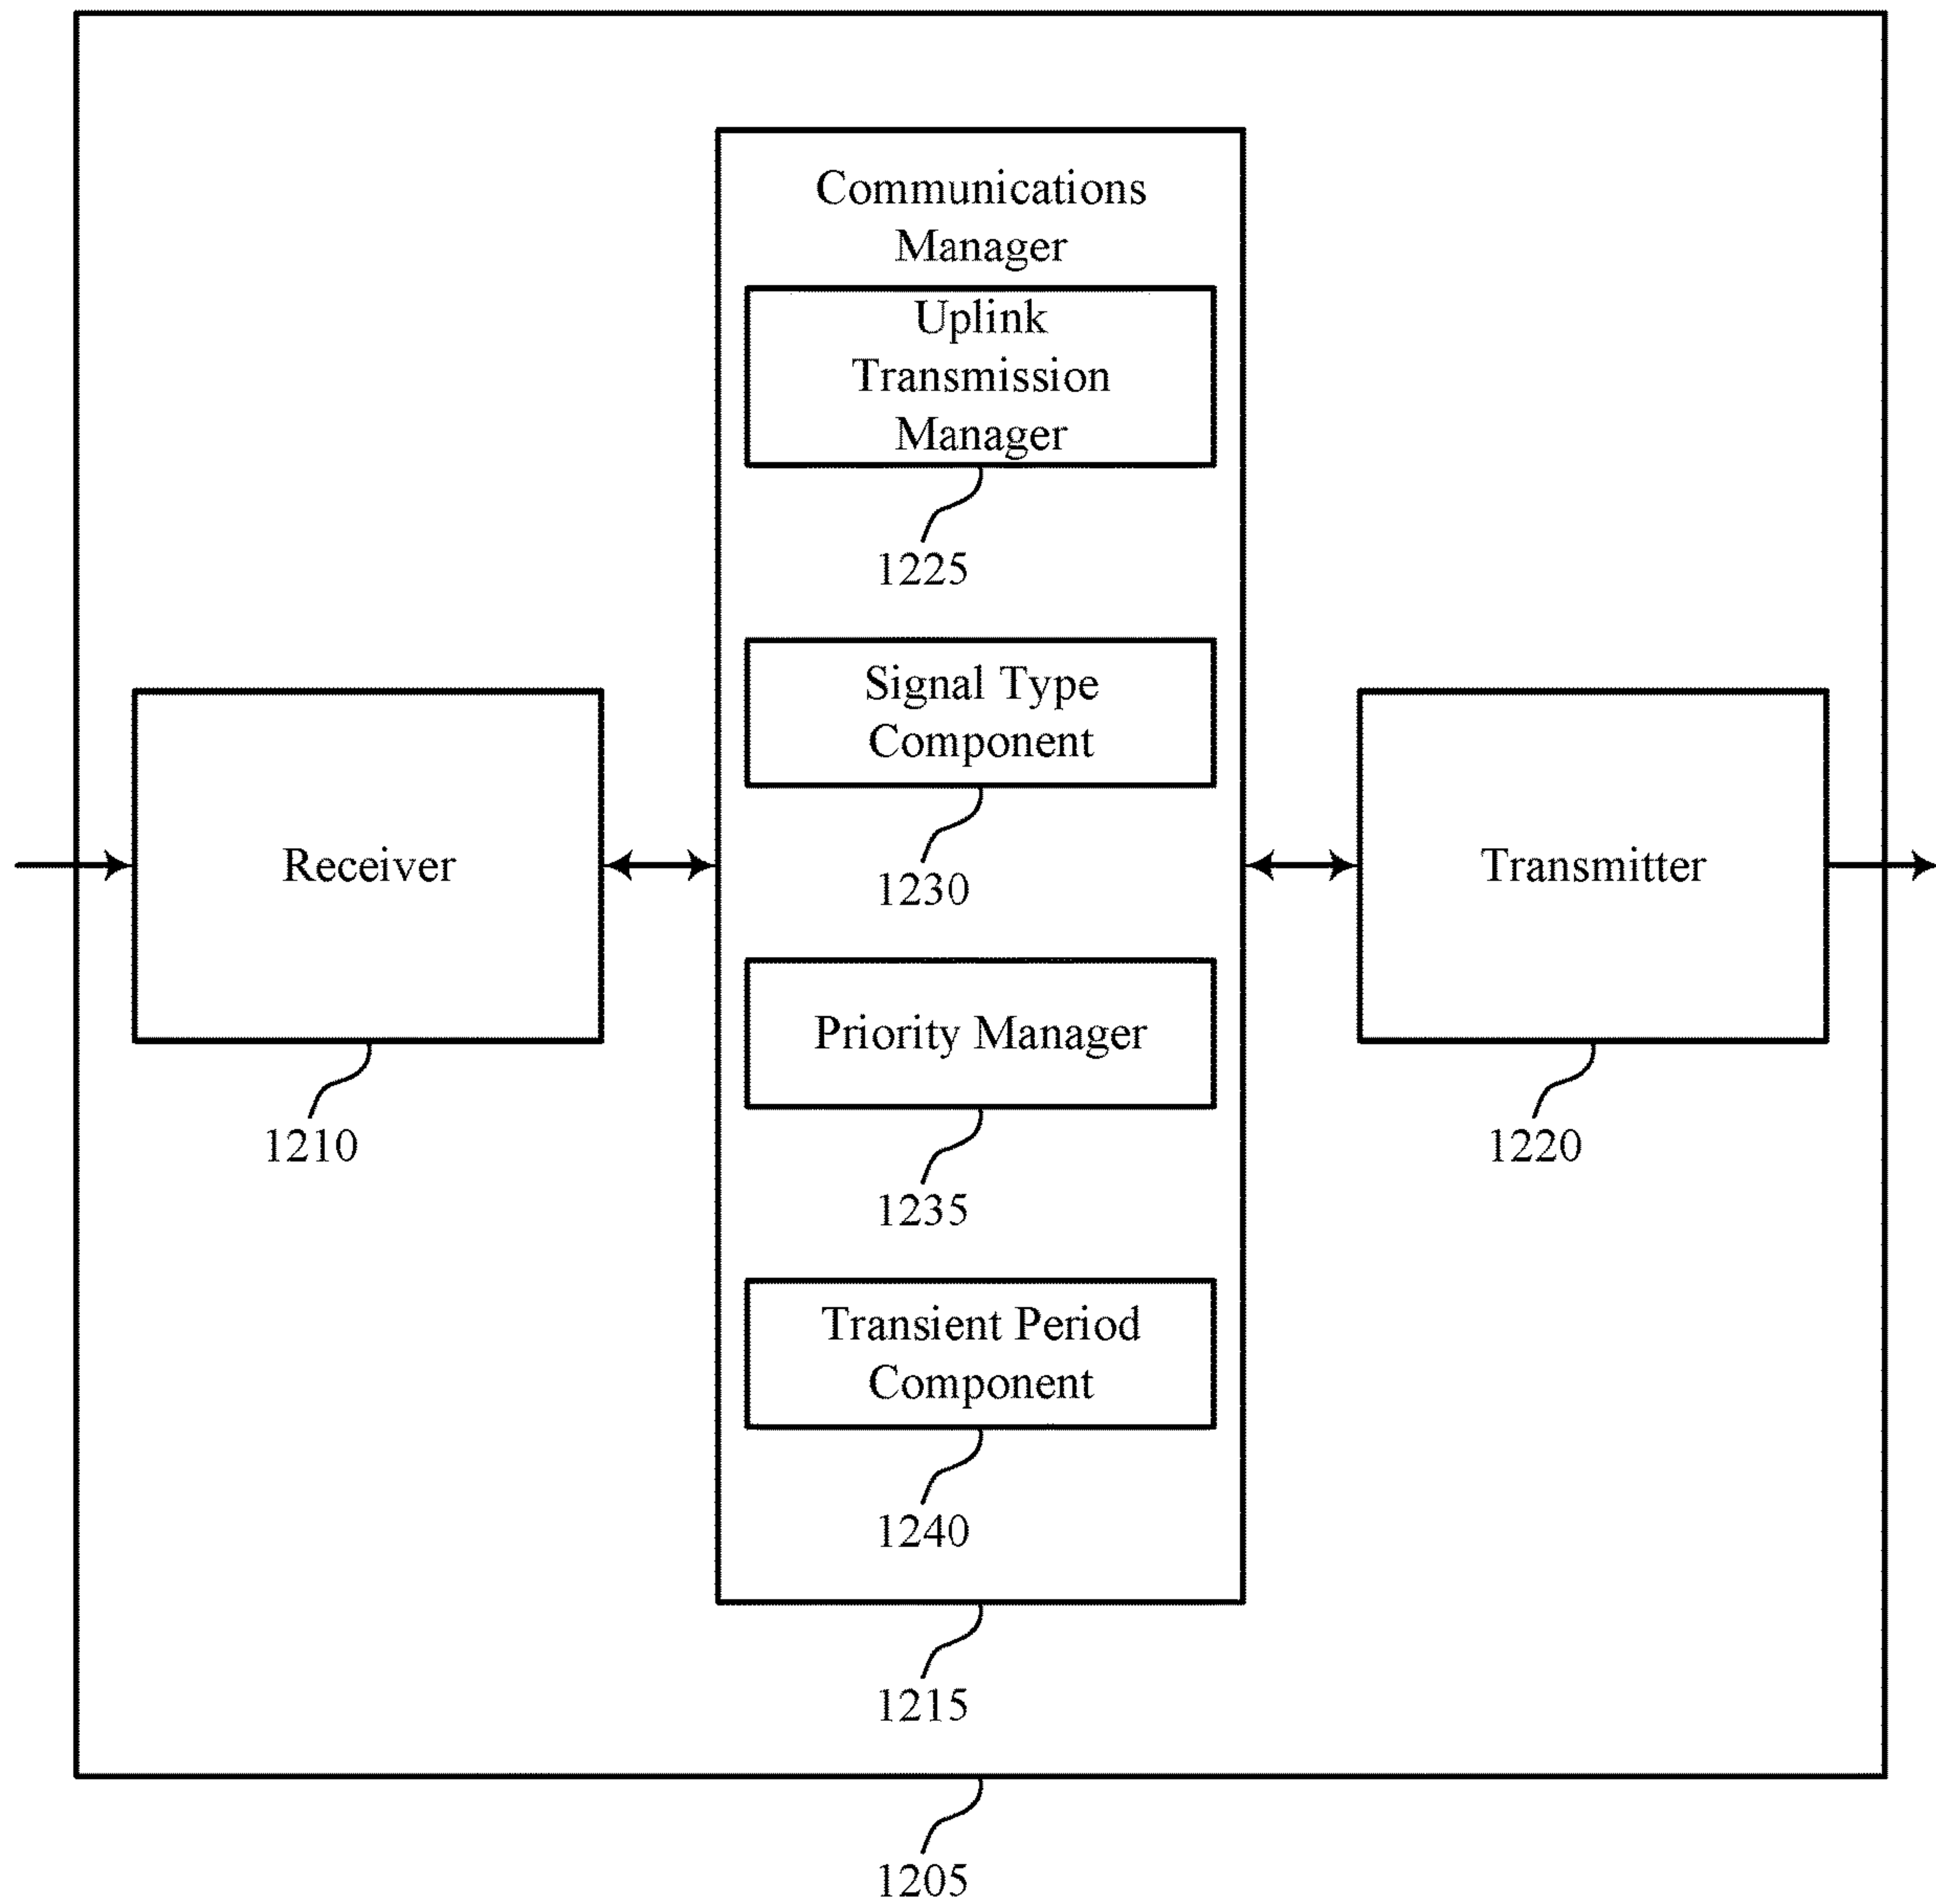 Communications
Manager
Uplink
Transmission
Manager
1225
Signal Type
Component
1230
Receiver
1210
Transmitter
1220
Priority Manager
1235
Transient Period
Component
1240
1215
1205